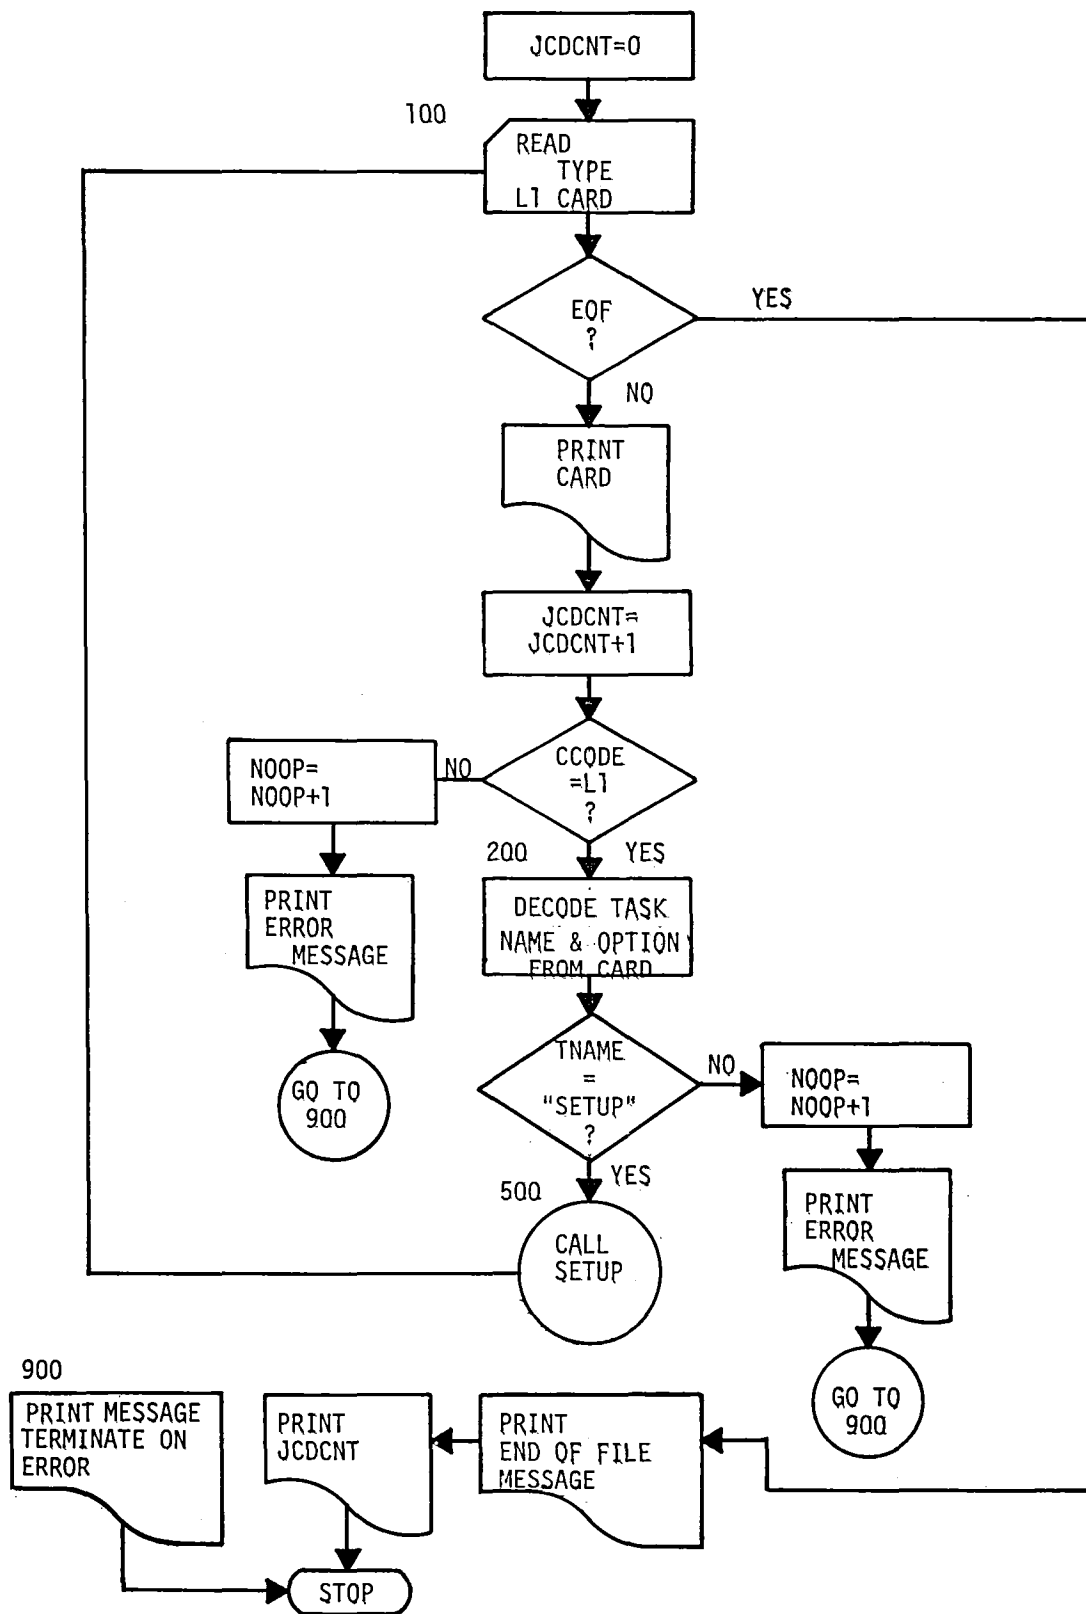 JCDCNT=0
100
READ
TYPE
L1 CARD
EOF
?
YES
NO
PRINT
CARD
JCDCNT=
JCDCNT+1
CCODE
=L1
?
NO
NOOP=
NOOP+1
200
YES
PRINT
ERROR
MESSAGE
DECODE TASK
NAME & OPTION
FROM CARD
GO TO
900
TNAME
=
"SETUP"
?
NO
NOOP=
NOOP+1
YES
500
CALL
SETUP
PRINT
ERROR
MESSAGE
GO TO
900
900
PRINT MESSAGE
TERMINATE ON
ERROR
PRINT
JCDCNT
PRINT
END OF FILE
MESSAGE
STOP